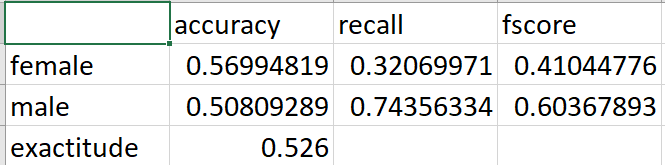 accuracy recall fscore
female 0.56994819 0.32069971 0.41044776
male 0.50809289 0.74356334 0.60367893
exactitude 0.526